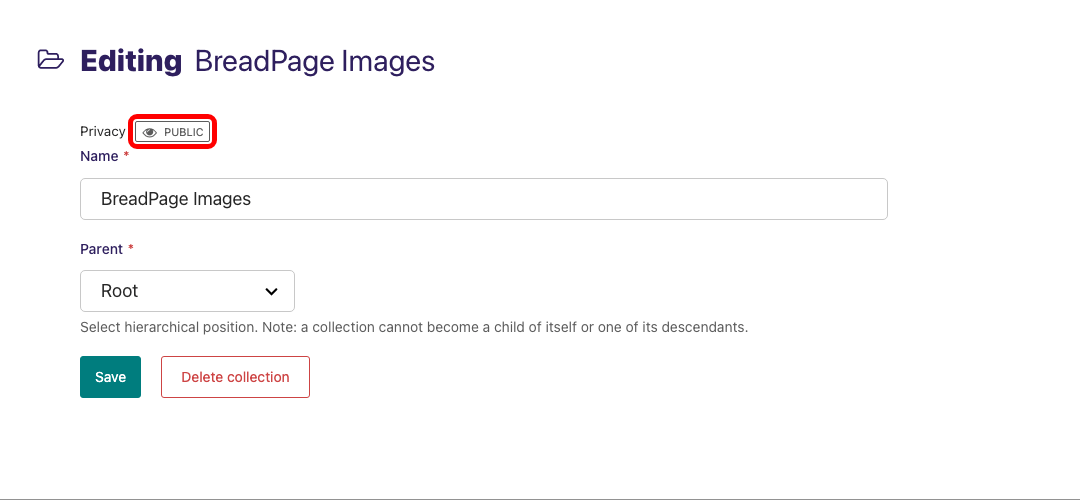 Editing BreadPage Images
Privacy PUBLIC
Name *
BreadPage Images
Parent *
Root
Select hierarchical position. Note: a collection cannot become a child of itself or one of its descendants.
Save Delete collection